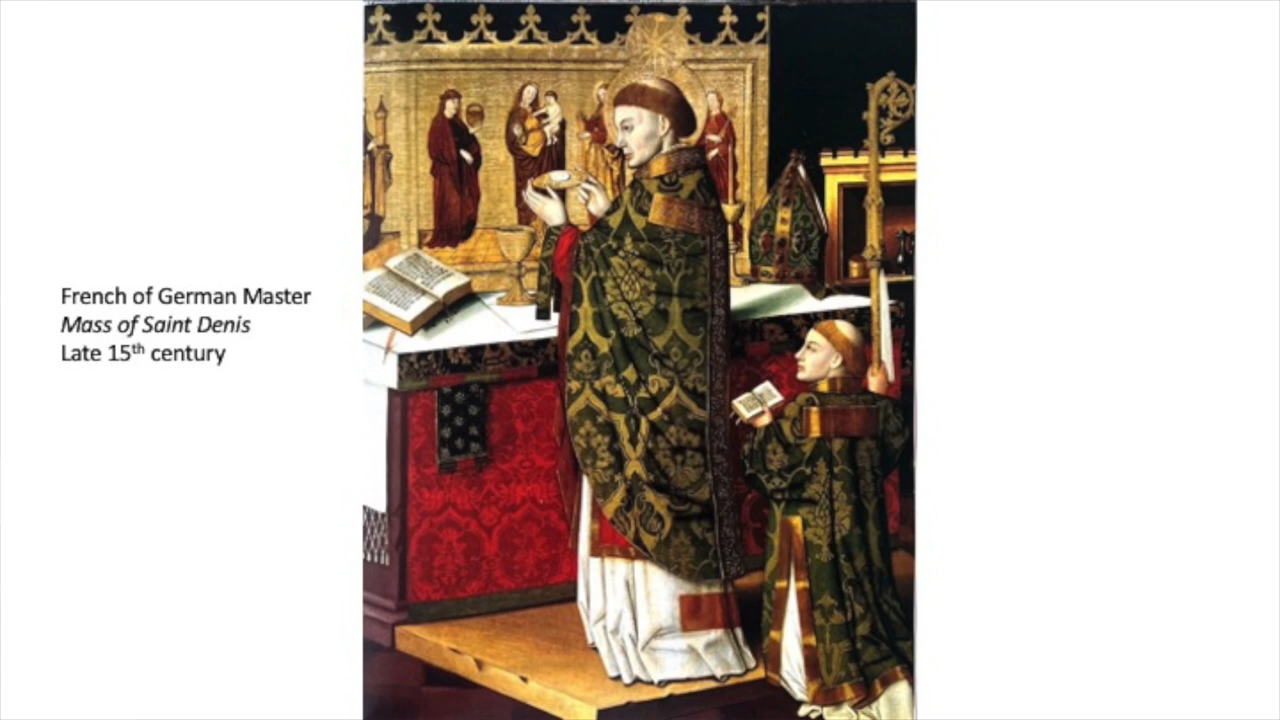 French of German Master
Mass of Saint Denis
Late 15th century